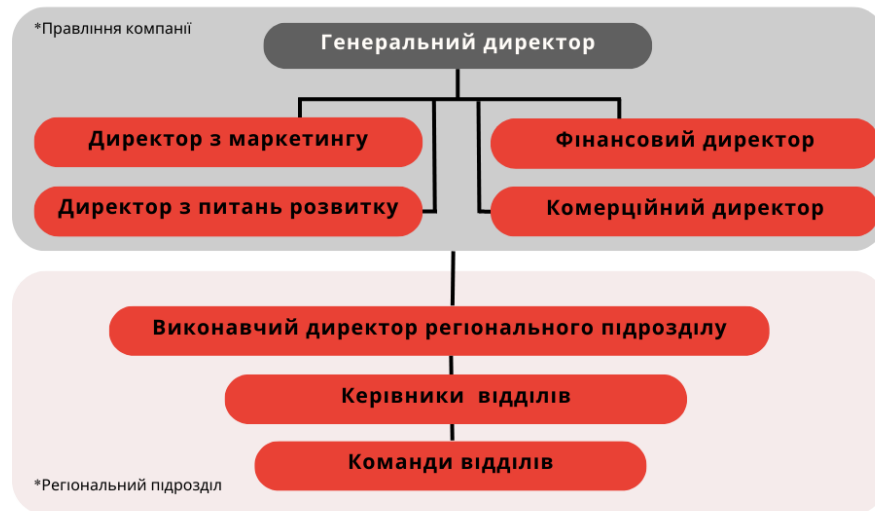 *Правління компанії
Генеральний директор
Директор з маркетингу
Фінансовий директор
Директор з питань розвитку
Комерційний директор
Виконавчий директор регіонального підрозділу
Керівники відділів
Команди відділів
*Регіональний підрозділ